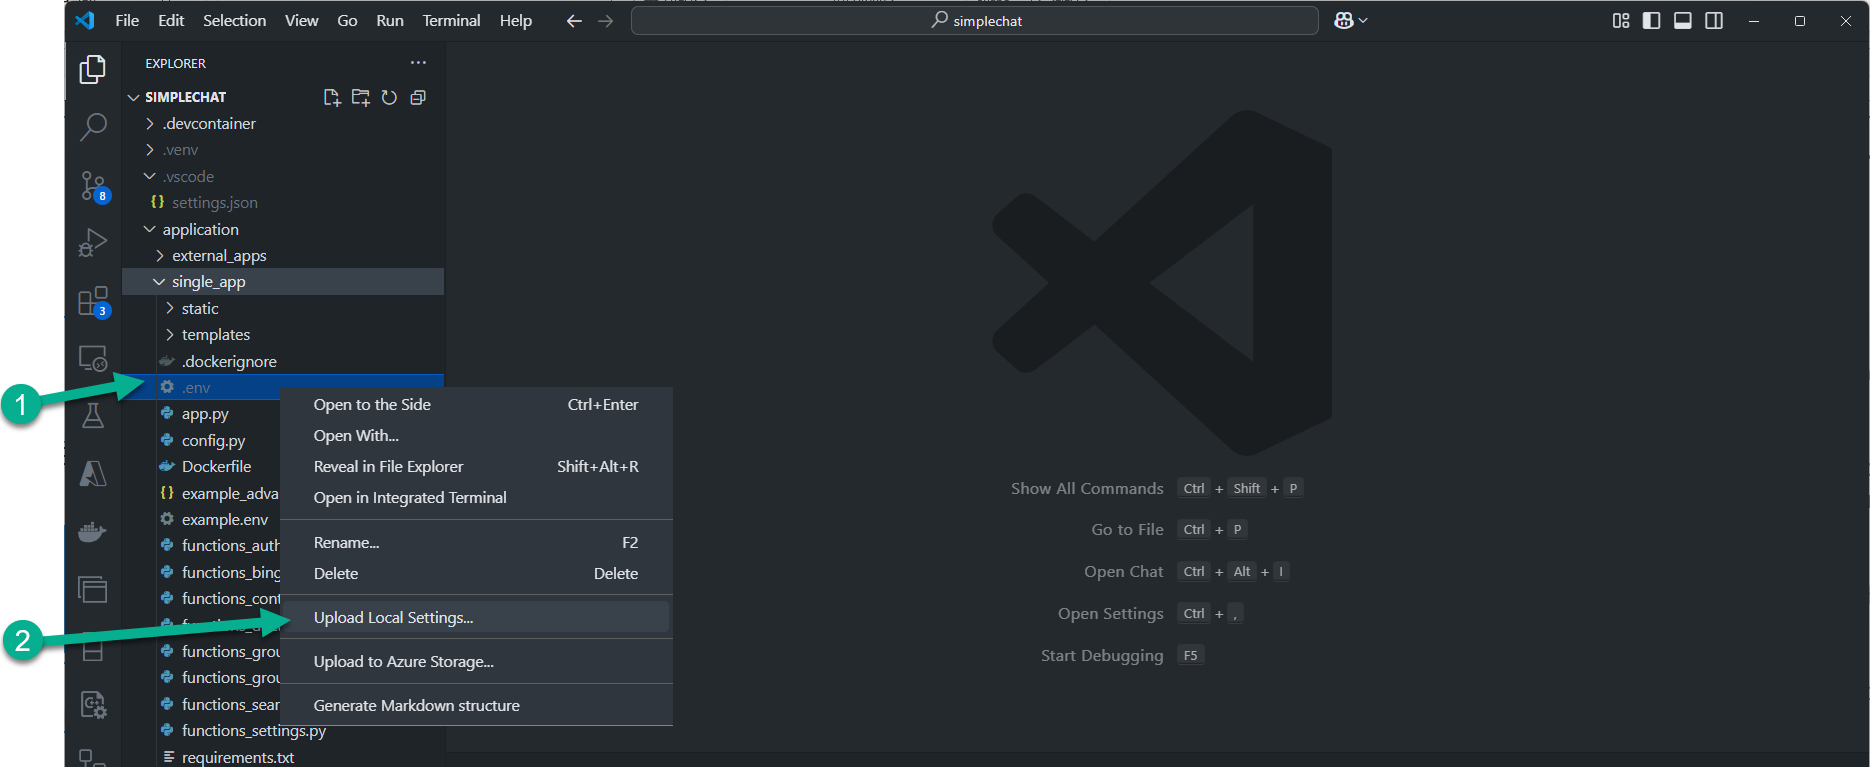 File Edit Selection View Go Run Terminal Help simplechat
EXPLORER
SIMPLECHAT
.devcontainer
.venv
.vscode
{} settings.json
8
application
external_apps
single_app
3
static
templates
.dockerignore
1
.env
app.py
config.py
Dockerfile
{} example_adva
example.env
functions_auth
functions_bing
functions_cont
functions_grou
functions_grou
functions_sear
functions_settings.py
requirements.txt
Open to the Side Ctrl+Enter
Open With...
Reveal in File Explorer Shift+Alt+R
Open in Integrated Terminal
Rename... F2
Delete Delete
2
Upload Local Settings...
Upload to Azure Storage...
Generate Markdown structure
Show All Commands Ctrl + Shift + P
Go to File Ctrl + P
Open Chat Ctrl + Alt + I
Open Settings Ctrl + ,
Start Debugging F5